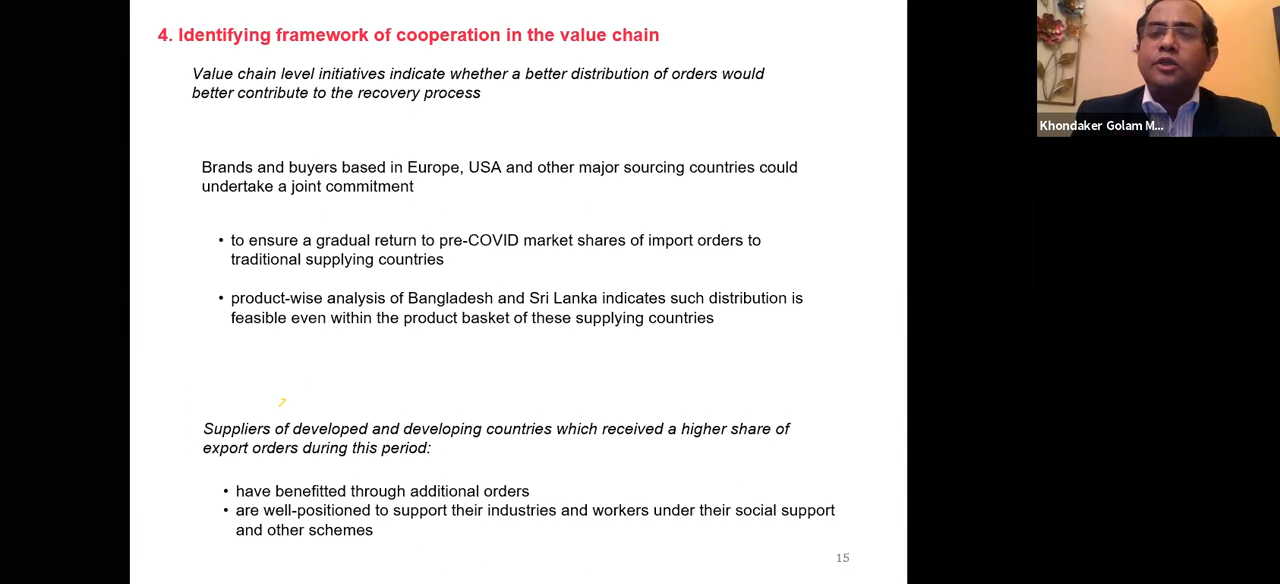 4. Identifying framework of cooperation in the value chain
Value chain level initiatives indicate whether a better distribution of orders would
better contribute to the recovery process
Brands and buyers based in Europe, USA and other major sourcing countries could
undertake a joint commitment
• to ensure a gradual return to pre-COVID market shares of import orders to
traditional supplying countries
• product-wise analysis of Bangladesh and Sri Lanka indicates such distribution is
feasible even within the product basket of these supplying countries
Suppliers of developed and developing countries which received a higher share of
export orders during this period:
• have benefitted through additional orders
• are well-positioned to support their industries and workers under their social support
and other schemes
15
Khondaker Golam M...